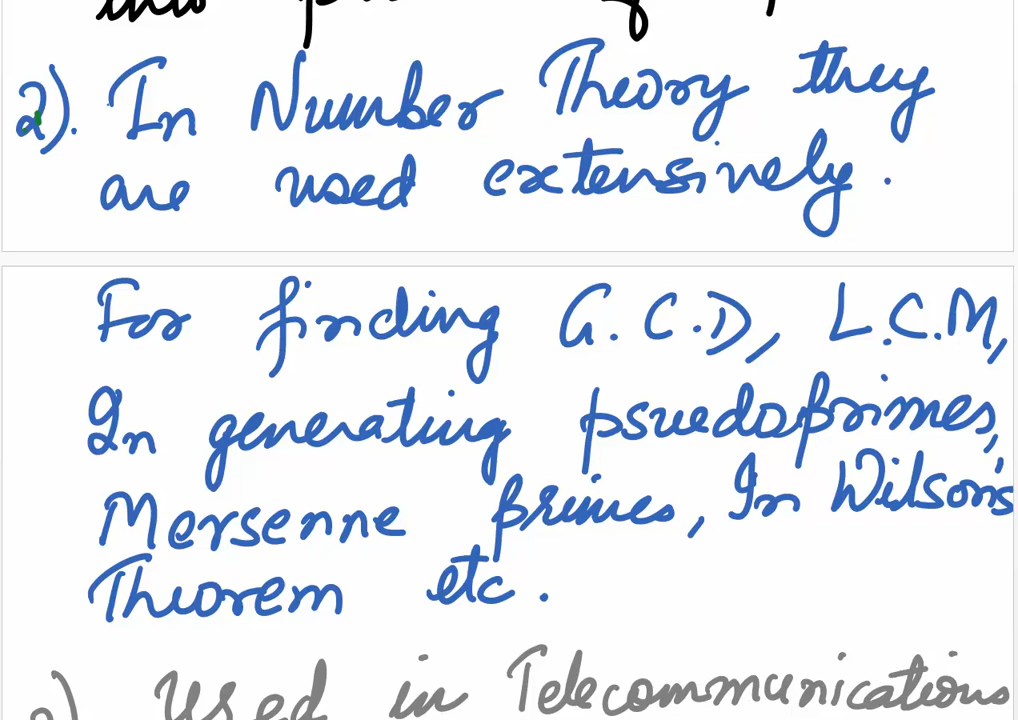 into
2). In Number Theory they
are used extensively.
For finding G.C.D, L.C.M,
In generating psuedoprimes,
Mersenne primes, In Wilson's
Theorem etc.
Used in Telecommunications